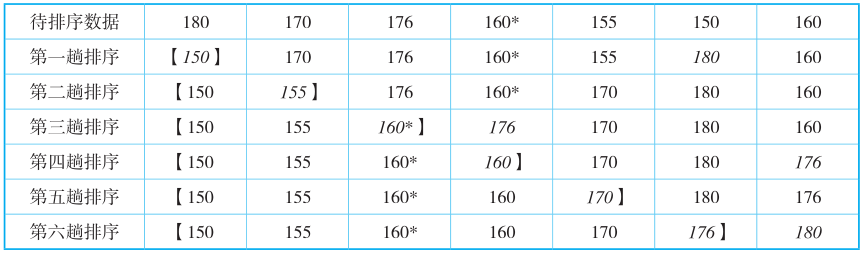 待排序数据 180 170 176 160* 155 150 160
第一趟排序 【150】 170 176 160* 155 180 160
第二趟排序 【150 155】 176 160* 170 180 160
第三趟排序 【150 155 160*】 176 170 180 160
第四趟排序 【150 155 160* 160】 170 180 176
第五趟排序 【150 155 160* 160 170】 180 176
第六趟排序 【150 155 160* 160 170 176】 180